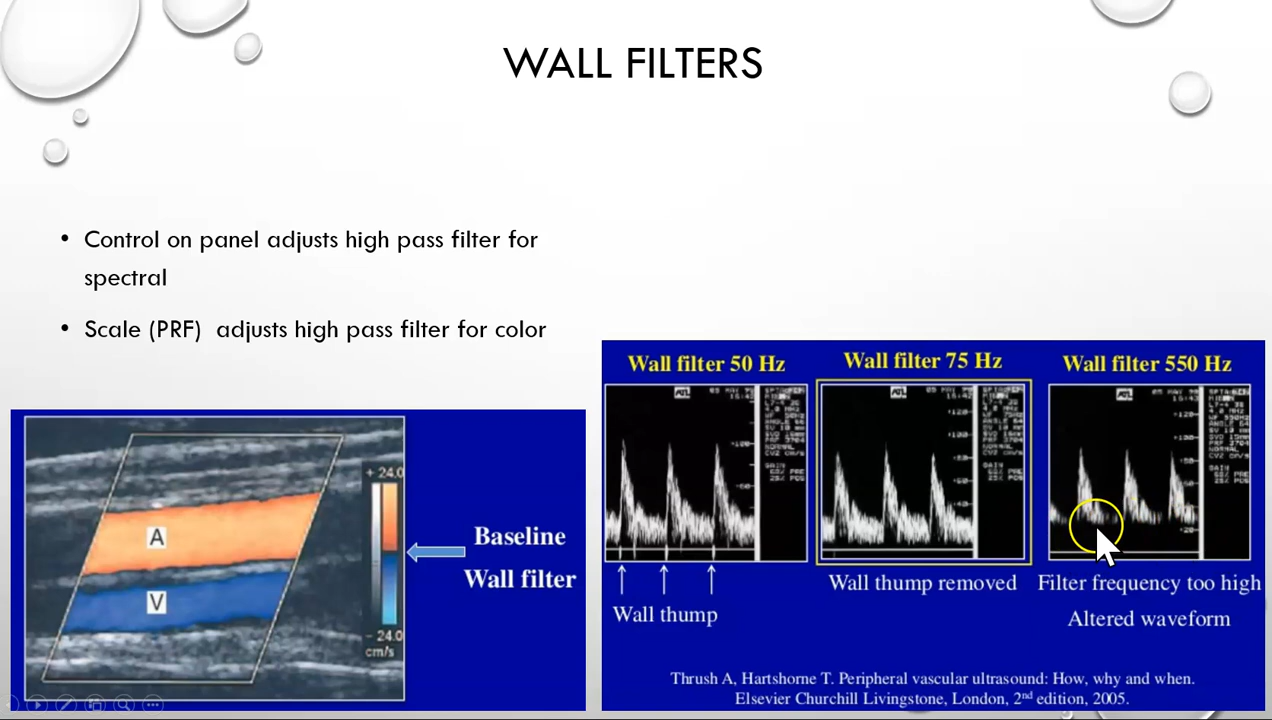 WALL FILTERS
• Control on panel adjusts high pass filter for
spectral
• Scale (PRF) adjusts high pass filter for color
+ 24.0
A
V
- 24.0
cm/s
Baseline
Wall filter
Wall filter 50 Hz
Wall filter 75 Hz
Wall filter 550 Hz
ATL
ATL
ATL
Wall thump
Wall thump removed
Filter frequency too high
Altered waveform
Thrush A, Hartshorne T. Peripheral vascular ultrasound: How, why and when.
Elsevier Churchill Livingstone, London, 2nd edition, 2005.